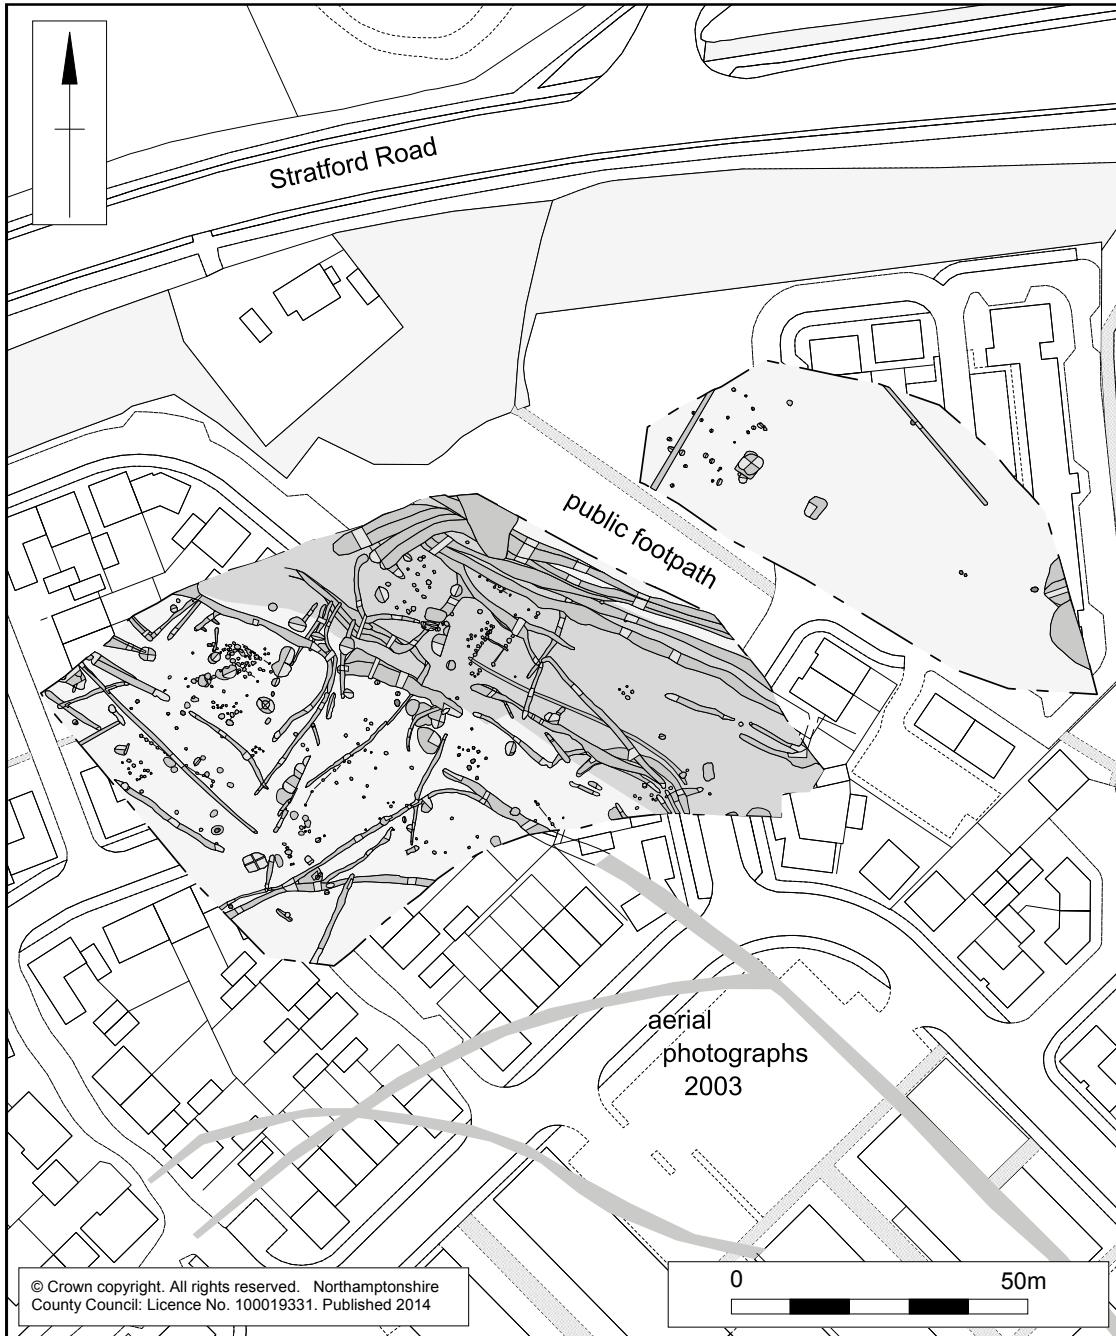 Stratford Road
public footpath
aerial
photographs
2003
© Crown copyright. All rights reserved. Northamptonshire
County Council: Licence No. 100019331. Published 2014
0 50m